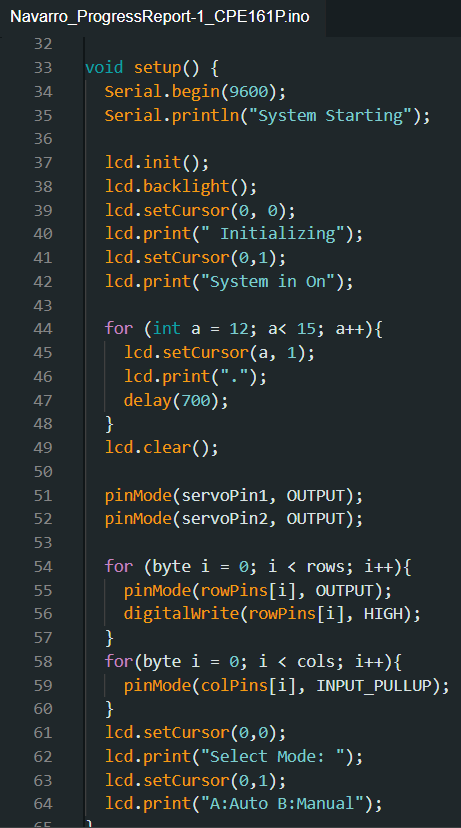 Navarro_ProgressReport-1_CPE161P.ino
32
33 void setup() {
34 Serial.begin(9600);
35 Serial.println("System Starting");
36
37 lcd.init();
38 lcd.backlight();
39 lcd.setCursor(0, 0);
40 lcd.print(" Initializing");
41 lcd.setCursor(0,1);
42 lcd.print("System in On");
43
44 for (int a = 12; a< 15; a++){
45 lcd.setCursor(a, 1);
46 lcd.print(".");
47 delay(700);
48 }
49 lcd.clear();
50
51 pinMode(servoPin1, OUTPUT);
52 pinMode(servoPin2, OUTPUT);
53
54 for (byte i = 0; i < rows; i++){
55 pinMode(rowPins[i], OUTPUT);
56 digitalWrite(rowPins[i], HIGH);
57 }
58 for(byte i = 0; i < cols; i++){
59 pinMode(colPins[i], INPUT_PULLUP);
60 }
61 lcd.setCursor(0,0);
62 lcd.print("Select Mode: ");
63 lcd.setCursor(0,1);
64 lcd.print("A:Auto B:Manual");
65 }